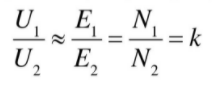 U₁/U₂ ≈ E₁/E₂ = N₁/N₂ = k